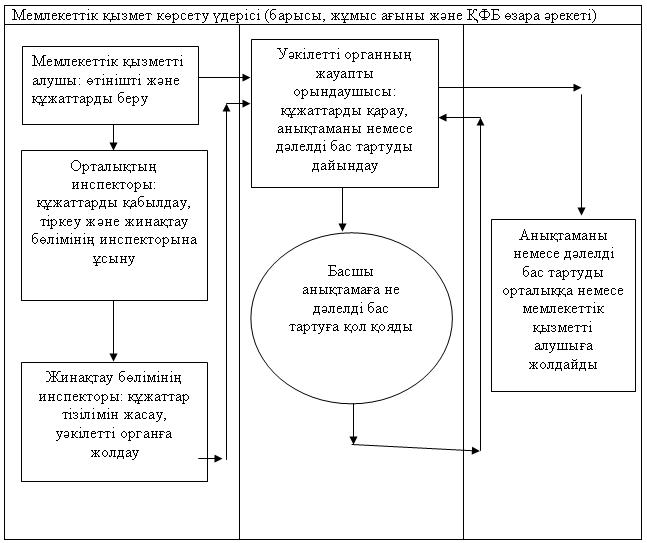 Мемлекеттік қызмет көрсету үдерісі (барысы, жұмыс ағыны және ҚФБ өзара әрекеті)
Мемлекеттік қызметті
алушы: өтінішті және
құжаттарды беру
Орталықтың
инспекторы:
құжаттарды қабылдау,
тіркеу және жинақтау
бөлімінің инспекторына
ұсыну
Жинақтау бөлімінің
инспекторы: құжаттар
тізілімін жасау,
уәкілетті органға
жолдау
Уәкілетті органның
жауапты
орындаушысы:
құжаттарды қарау,
анықтаманы немесе
дәлелді бас тартуды
дайындау
Басшы
анықтамаға не
дәлелді бас
тартуға қол қояды
Анықтаманы
немесе дәлелді
бас тартуды
орталыққа немесе
мемлекеттік
қызметті
алушыға
жолдайды